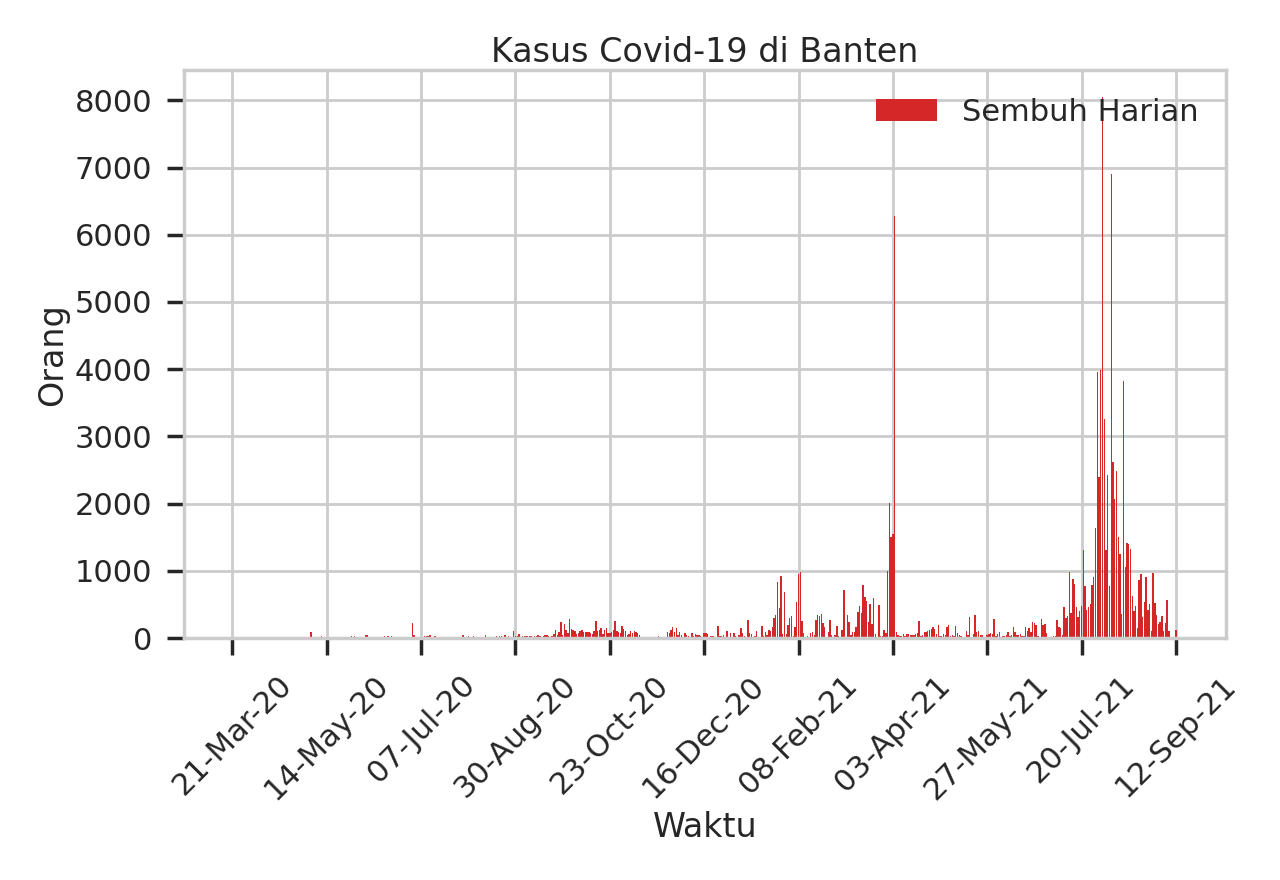 Kasus Covid-19 di Banten
Sembuh Harian
Orang
8000
7000
6000
5000
4000
3000
2000
1000
0
21-Mar-20
14-May-20
07-Jul-20
30-Aug-20
23-Oct-20
16-Dec-20
08-Feb-21
03-Apr-21
27-May-21
20-Jul-21
12-Sep-21
Waktu